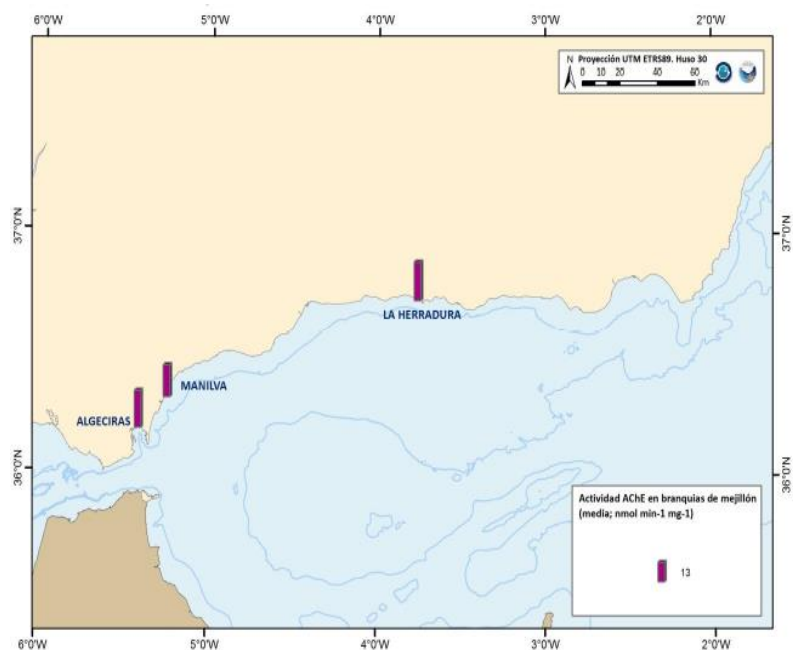 6°0'W 5°0'W 4°0'W 3°0'W 2°0'W
N Proyección UTM ETRS89. Huso 30
0 10 20 40 60
Km
37°0'N 37°0'N
LA HERRADURA
MANILVA
ALGECIRAS
36°0'N 36°0'N
Actividad AChE en branquias de mejillón
(media; nmol min-1 mg-1)
13
6°0'W 5°0'W 4°0'W 3°0'W 2°0'W